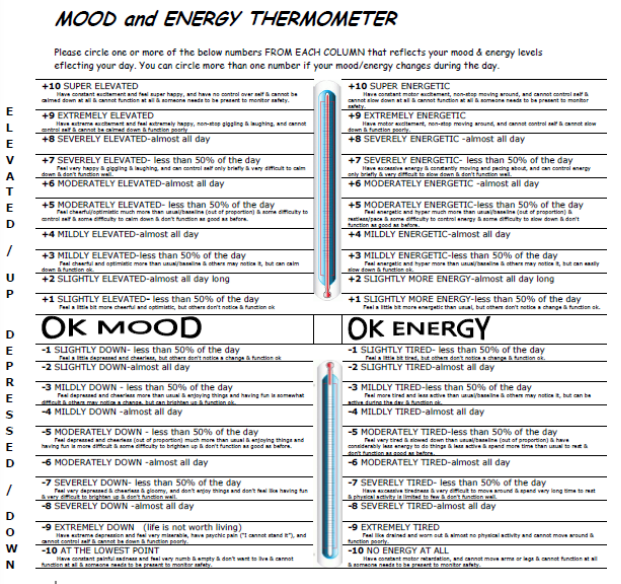 MOOD and ENERGY THERMOMETER
Please circle one or more of the below numbers FROM EACH COLUMN that reflects your mood & energy levels
effecting your day. You can circle more than one number if your mood/energy changes during the day.
ELEVATED / UP
+10 SUPER ELEVATED
Have constant excitement and feel super happy, and have no control over self & cannot be
calmed down at all & cannot function at all & someone needs to be present to monitor safety.
+9 EXTREMELY ELEVATED
Have extreme excitement and feel extremely happy, non-stop giggling & laughing, and cannot
control self & cannot be calmed down & function poorly
+8 SEVERELY ELEVATED-almost all day
+7 SEVERELY ELEVATED- less than 50% of the day
Feel very happy & giggling & laughing, and can control self only briefly & very difficult to calm
down & don't function well.
+6 MODERATELY ELEVATED-almost all day
+5 MODERATELY ELEVATED- less than 50% of the day
Feel cheerful/optimistic much more than usual/baseline (out of proportion) & some difficulty to
control self & some difficulty to calm down & don't function as good as before.
+4 MILDLY ELEVATED-almost all day
+3 MILDLY ELEVATED-less than 50% of the day
Feel cheerful and optimistic more than usual/baseline & others may notice it, but can calm
down & function ok.
+2 SLIGHTLY ELEVATED-almost all day long
+1 SLIGHTLY ELEVATED- less than 50% of the day
Feel a little bit more cheerful and optimistic, but others don't notice & function ok
OK MOOD
DEPRESSED / DOWN
-1 SLIGHTLY DOWN- less than 50% of the day
Feel a little depressed and cheerless, but others don't notice a change & function ok
-2 SLIGHTLY DOWN-almost all day
-3 MILDLY DOWN - less than 50% of the day
Feel depressed and cheerless more than usual & enjoying things and having fun is somewhat
difficult & others may notice a change, but can brighten up & function ok.
-4 MILDLY DOWN -almost all day
-5 MODERATELY DOWN - less than 50% of the day
Feel depressed and cheerless (out of proportion) much more than usual & enjoying things and
having fun is more difficult & some difficulty to brighten up & don't function as good as before.
-6 MODERATELY DOWN -almost all day
-7 SEVERELY DOWN- less than 50% of the day
Feel very depressed & cheerless & gloomy, and don't enjoy things and don't feel like having fun
& very difficult to brighten up & don't function well.
-8 SEVERELY DOWN -almost all day
-9 EXTREMELY DOWN (life is not worth living)
Have extreme depression and feel very miserable, have psychic pain ("I cannot stand it"), and
cannot control self & cannot be down & function poorly.
-10 AT THE LOWEST POINT
Have constant painful sadness and feel very numb & empty & don't want to live & cannot
function at all & someone needs to be present to monitor safety.
+10 SUPER ENERGETIC
Have constant motor excitement, non-stop moving around, and cannot control self &
cannot slow down at all & cannot function at all & someone needs to be present to monitor
safety.
+9 EXTREMELY ENERGETIC
Have motor excitement, non-stop moving around, and cannot control self & cannot slow
down & function poorly.
+8 SEVERELY ENERGETIC -almost all day
+7 SEVERELY ENERGETIC- less than 50% of the day
Have excessive energy & constantly moving and pacing about, and can control energy
only briefly & very difficult to slow down & don't function well.
+6 MODERATELY ENERGETIC -almost all day
+5 MODERATELY ENERGETIC-less than 50% of the day
Feel energetic and hyper much more than usual/baseline (out of proportion) &
restless/pace & some difficulty to control energy & some difficulty to slow down & don't
function as good as before.
+4 MILDLY ENERGETIC-almost all day
+3 MILDLY ENERGETIC-less than 50% of the day
Feel energetic and hyper more than usual/baseline & others may notice it, but can easily
slow down & function ok.
+2 SLIGHTLY MORE ENERGY-almost all day long
+1 SLIGHTLY MORE ENERGY-less than 50% of the day
Feel a little bit more energetic than usual, but others don't notice a change & function ok.
OK ENERGY
-1 SLIGHTLY TIRED- less than 50% of the day
Feel a little bit tired, but others don't notice a change & function ok
-2 SLIGHTLY TIRED-almost all day
-3 MILDLY TIRED-less than 50% of the day
Feel more tired and less active than usual/baseline & others may notice it, but can be
active during the day & function ok.
-4 MILDLY TIRED-almost all day
-5 MODERATELY TIRED- less than 50% of the day
Feel very tired & slowed down than usual/baseline (out of proportion) & have
considerably less energy to do things & less active & spend more time than usual to rest &
don't function as good as before.
-6 MODERATELY TIRED-almost all day
-7 SEVERELY TIRED- less than 50% of the day
Have excessive tiredness & very difficult to move around & spend very long time to rest
& physical activity is limited to few & don't function well.
-8 SEVERELY TIRED-almost all day
-9 EXTREMELY TIRED
Feel like drained and worn out & almost no physical activity and cannot move around &
function poorly.
-10 NO ENERGY AT ALL
Have constant motor retardation, and cannot move arms or legs & cannot function at all
& someone needs to be present to monitor safety.